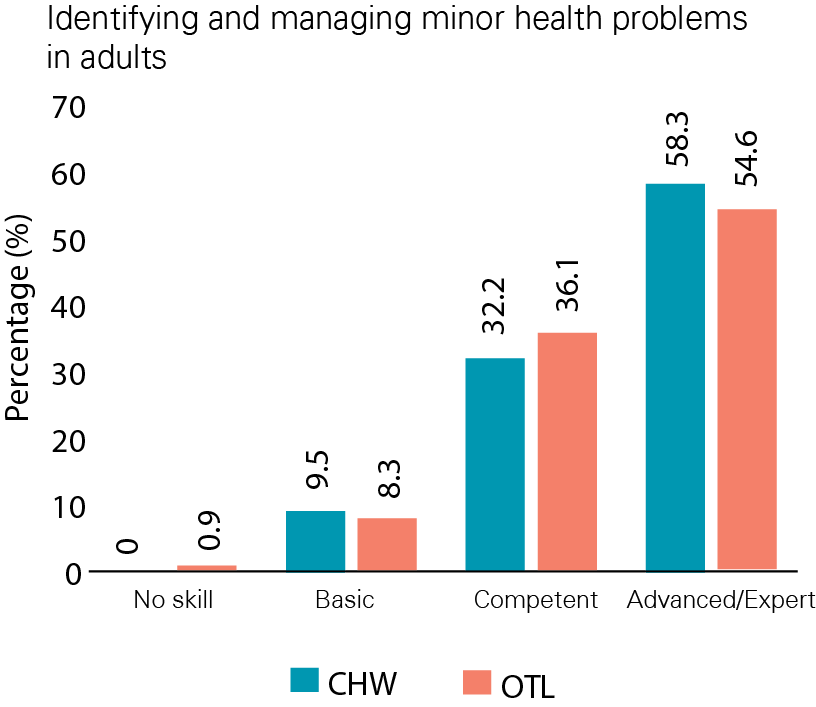 Identifying and managing minor health problems
in adults
Percentage (%)
70
60
50
40
30
20
10
0
0
0.9
9.5
8.3
32.2
36.1
58.3
54.6
No skill
Basic
Competent
Advanced/Expert
CHW
OTL